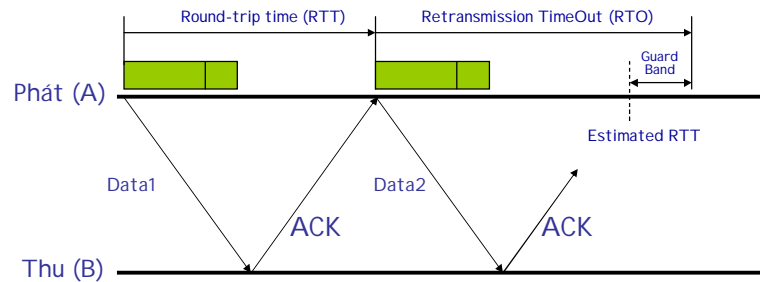 Round-trip time (RTT)
Retransmission TimeOut (RTO)
Guard
Band
Phát (A)
Estimated RTT
Data1
Data2
ACK
ACK
Thu (B)